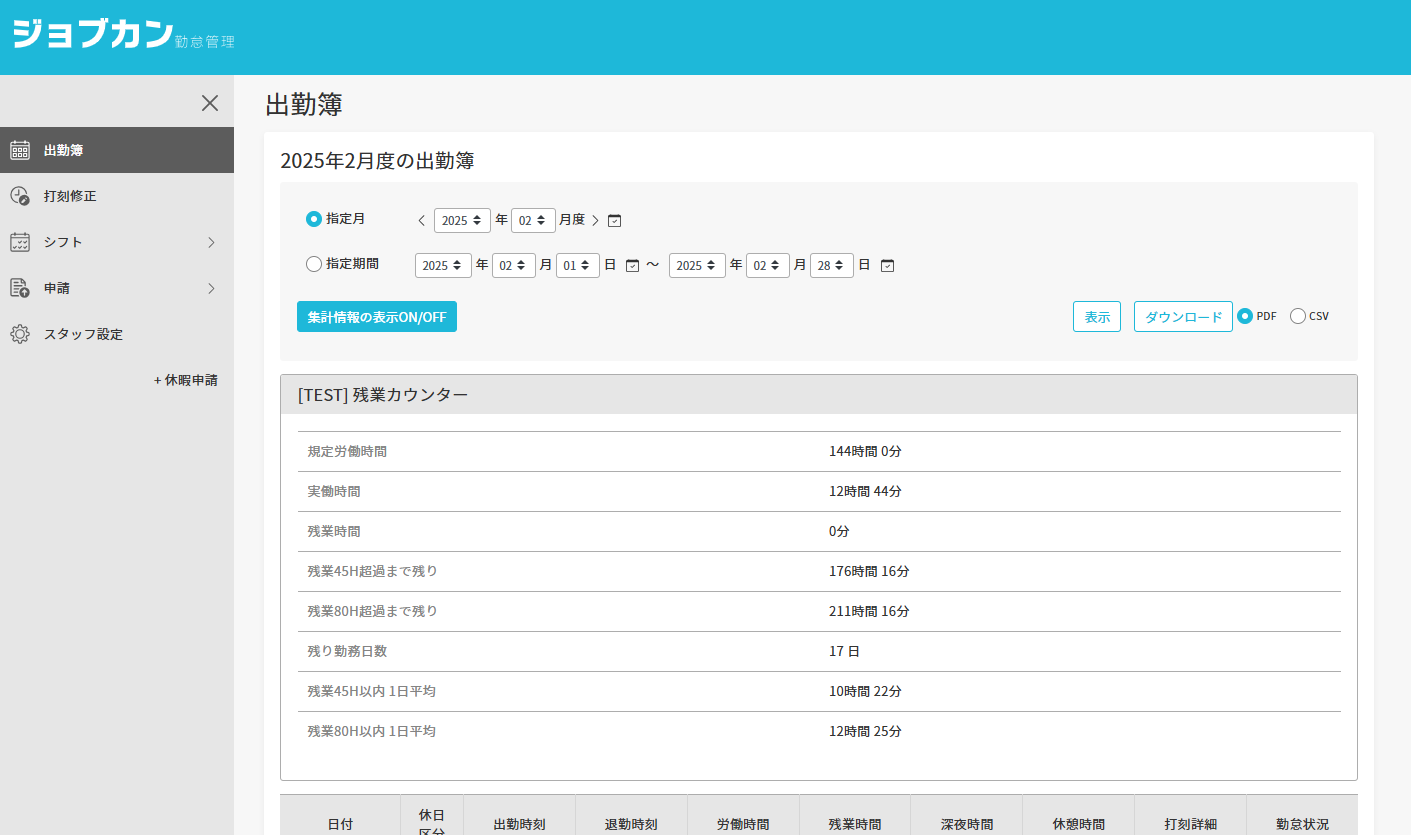 ジョブカン勤怠管理
出勤簿
打刻修正
シフト
申請
スタッフ設定
+ 休暇申請
出勤簿
2025年2月度の出勤簿
指定月 2025 年 02 月度
指定期間 2025 年 02 月 01 日 〜 2025 年 02 月 28 日
集計情報の表示ON/OFF 表示 ダウンロード PDF CSV
[TEST] 残業カウンター
規定労働時間 144時間 0分
実働時間 12時間 44分
残業時間 0分
残業45H超過まで残り 176時間 16分
残業80H超過まで残り 211時間 16分
残り勤務日数 17 日
残業45H以内 1日平均 10時間 22分
残業80H以内 1日平均 12時間 25分
日付 休日区分 出勤時刻 退勤時刻 労働時間 残業時間 深夜時間 休憩時間 打刻詳細 勤怠状況